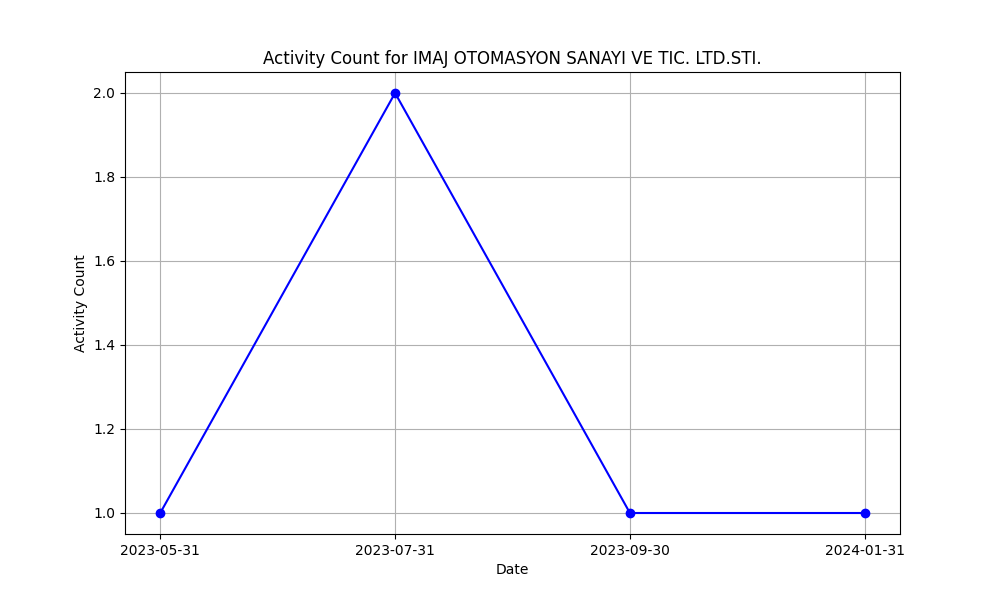 Activity Count for IMAJ OTOMASYON SANAYI VE TIC. LTD.STI.
2.0
1.8
1.6
1.4
1.2
1.0
Activity Count
2023-05-31 2023-07-31 2023-09-30 2024-01-31
Date